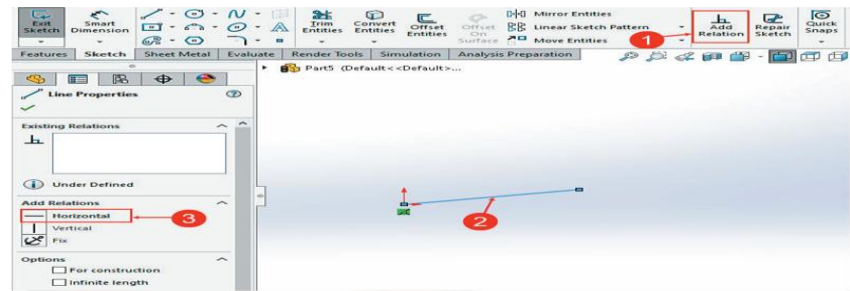 Exit Sketch
Smart Dimension
Trim Entities
Convert Entities
Offset Entities
Offset On Surface
Mirror Entities
Linear Sketch Pattern
Move Entities
1
Add Relation
Repair Sketch
Quick Snaps
Features Sketch Sheet Metal Evaluate Render Tools Simulation Analysis Preparation
Part5 (Default<<Default>...
Line Properties
Existing Relations
Under Defined
Add Relations
Horizontal
3
Vertical
Fix
2
Options
For construction
Infinite length